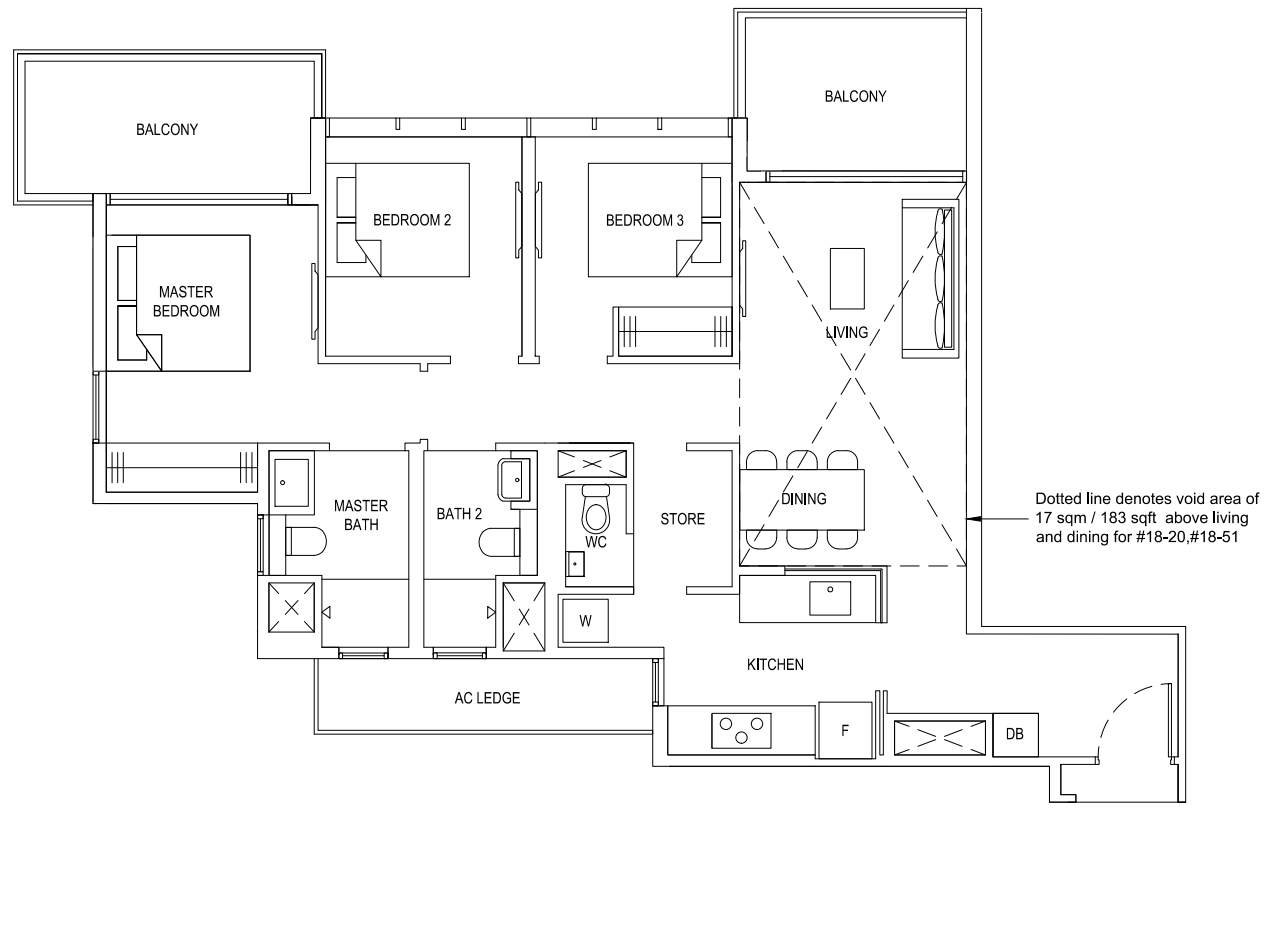 BALCONY
BALCONY
BEDROOM 2
BEDROOM 3
MASTER
BEDROOM
LIVING
DINING
MASTER
BATH
BATH 2
WC
STORE
Dotted line denotes void area of
17 sqm / 183 sqft above living
and dining for #18-20,#18-51
W
KITCHEN
AC LEDGE
F
DB